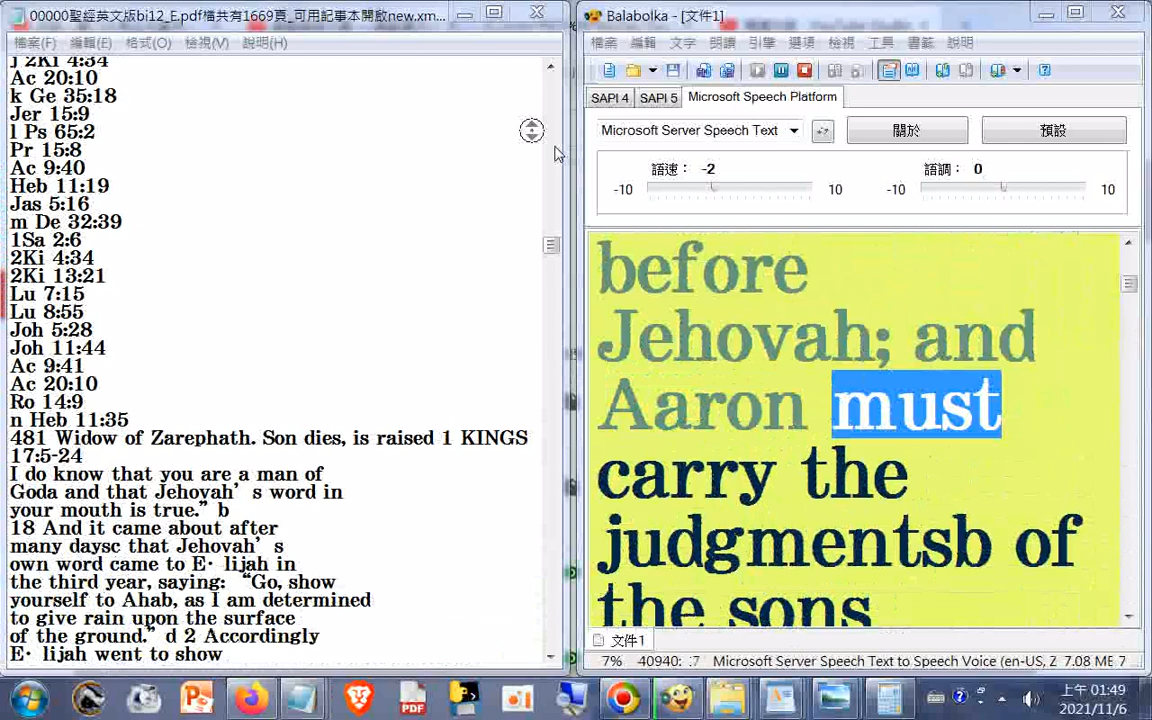 00000聖經英文版bi12_E.pdf檔共有1669頁_可用記事本開啟new.xm...
檔案(F) 編輯(E) 格式(O) 檢視(V) 說明(H)
j 2Ki 4:34
Ac 20:10
k Ge 35:18
Jer 15:9
l Ps 65:2
Pr 15:8
Ac 9:40
Heb 11:19
Jas 5:16
m De 32:39
1Sa 2:6
2Ki 4:34
2Ki 13:21
Lu 7:15
Lu 8:55
Joh 5:28
Joh 11:44
Ac 9:41
Ac 20:10
Ro 14:9
n Heb 11:35
481 Widow of Zarephath. Son dies, is raised 1 KINGS
17:5-24
I do know that you are a man of
Goda and that Jehovah’s word in
your mouth is true.” b
18 And it came about after
many daysc that Jehovah’s
own word came to E·lijah in
the third year, saying: “Go, show
yourself to Ahab, as I am determined
to give rain upon the surface
of the ground.” d 2 Accordingly
E·lijah went to show
Balabolka - [文件1]
檔案 編輯 文字 朗讀 引擎 選項 檢視 工具 書籤 說明
SAPI 4 SAPI 5 Microsoft Speech Platform
Microsoft Server Speech Text 關於 預設
語速： -2 語調： 0
-10 10 -10 10
before
Jehovah; and
Aaron must
carry the
judgmentsb of
the sons
文件1
7% 40940: :7 Microsoft Server Speech Text to Speech Voice (en-US, Z 7.08 ME 7
PDF
上午 01:49
2021/11/6